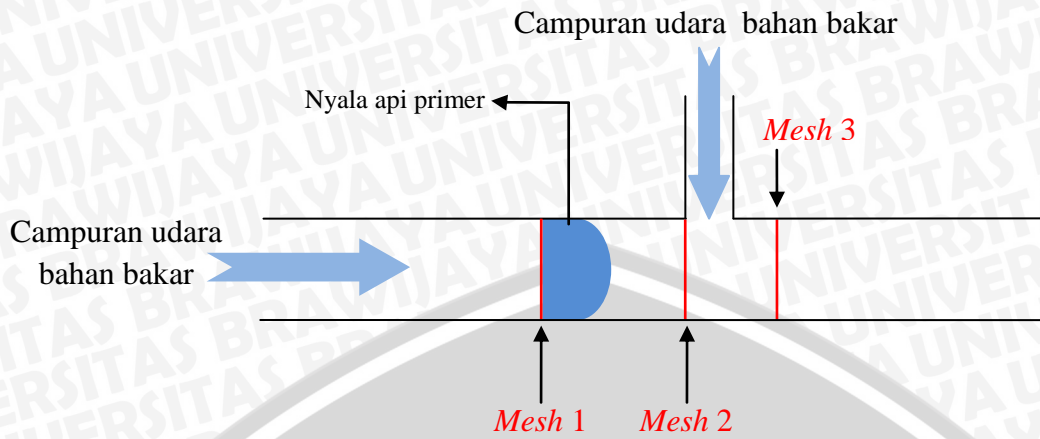 Campuran udara bahan bakar
Nyala api primer
Mesh 3
Campuran udara
bahan bakar
Mesh 1
Mesh 2